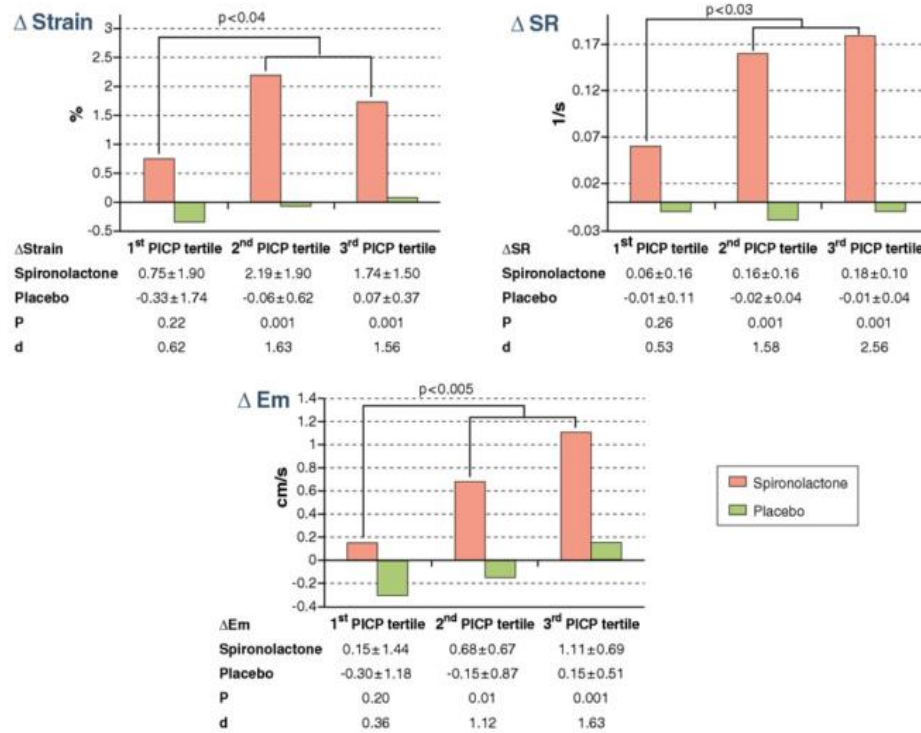 Δ Strain
p<0.04
3
2.5
2
1.5
1
0.5
0
-0.5
%
ΔStrain 1st PICP tertile 2nd PICP tertile 3rd PICP tertile
Spironolactone 0.75±1.90 2.19±1.90 1.74±1.50
Placebo -0.33±1.74 -0.06±0.62 0.07±0.37
P 0.22 0.001 0.001
d 0.62 1.63 1.56
Δ SR
p<0.03
0.17
0.12
0.07
0.02
-0.03
1/s
ΔSR 1st PICP tertile 2nd PICP tertile 3rd PICP tertile
Spironolactone 0.06±0.16 0.16±0.16 0.18±0.10
Placebo -0.01±0.11 -0.02±0.04 -0.01±0.04
P 0.26 0.001 0.001
d 0.53 1.58 2.56
Δ Em
p<0.005
1.4
1.2
1
0.8
0.6
0.4
0.2
0
-0.2
-0.4
cm/s
ΔEm 1st PICP tertile 2nd PICP tertile 3rd PICP tertile
Spironolactone 0.15±1.44 0.68±0.67 1.11±0.69
Placebo -0.30±1.18 -0.15±0.87 0.15±0.51
P 0.20 0.01 0.001
d 0.36 1.12 1.63
Spironolactone
Placebo